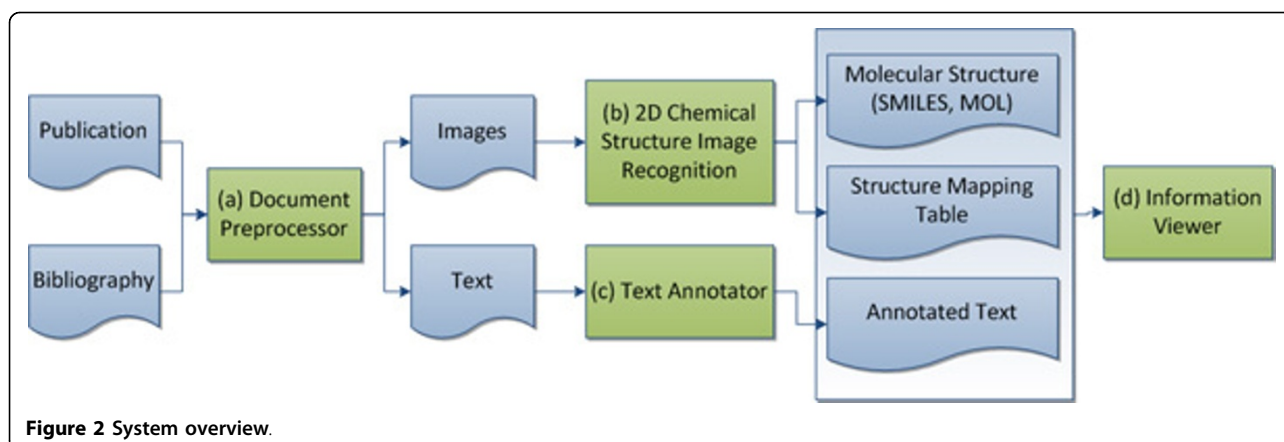 Publication
Bibliography
(a) Document
Preprocessor
Images
Text
(b) 2D Chemical
Structure Image
Recognition
(c) Text Annotator
Molecular Structure
(SMILES, MOL)
Structure Mapping
Table
Annotated Text
(d) Information
Viewer
Figure 2 System overview.